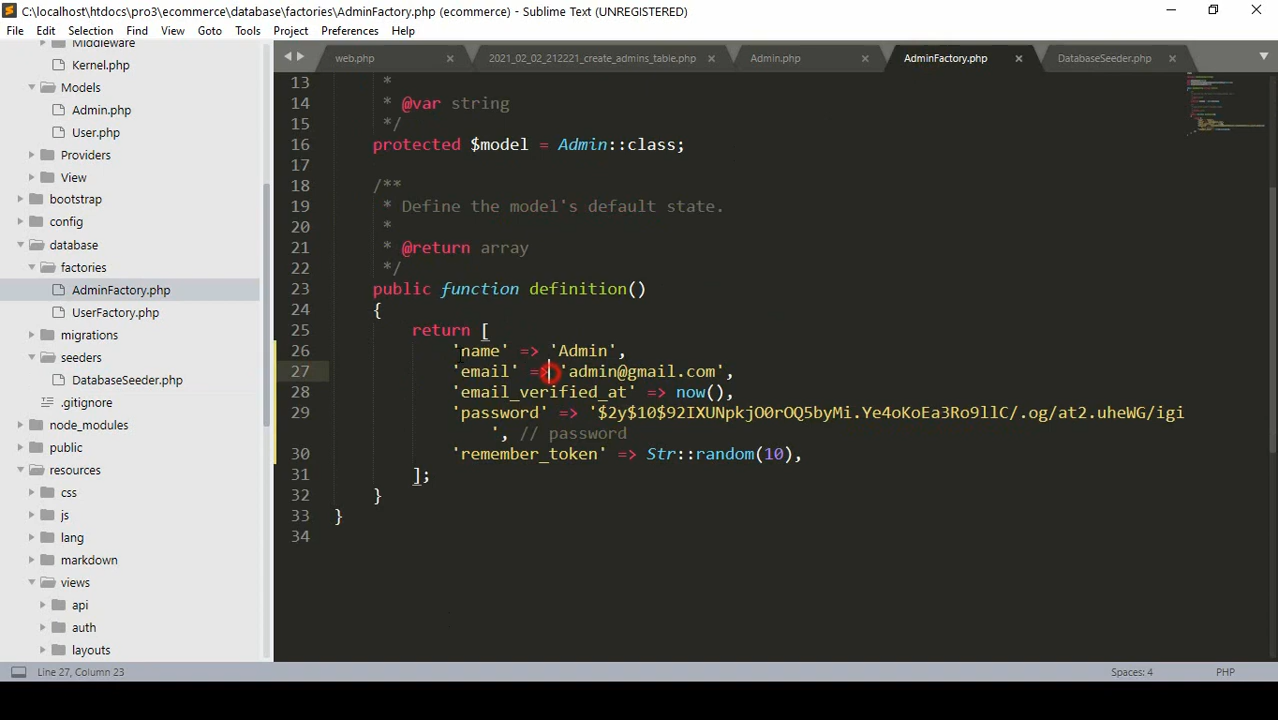 C:\localhost\htdocs\pro3\ecommerce\database\factories\AdminFactory.php (ecommerce) - Sublime Text (UNREGISTERED)
File Edit Selection Find View Goto Tools Project Preferences Help
Middleware
Kernel.php
Models
Admin.php
User.php
Providers
View
bootstrap
config
database
factories
AdminFactory.php
UserFactory.php
migrations
seeders
DatabaseSeeder.php
.gitignore
node_modules
public
resources
css
js
lang
markdown
views
api
auth
layouts
web.php 2021_02_02_212221_create_admins_table.php Admin.php AdminFactory.php DatabaseSeeder.php
13 *
14 * @var string
15 */
16 protected $model = Admin::class;
17
18 /**
19 * Define the model's default state.
20 *
21 * @return array
22 */
23 public function definition()
24 {
25 return [
26 'name' => 'Admin',
27 'email' => 'admin@gmail.com',
28 'email_verified_at' => now(),
29 'password' => '$2y$10$92IXUNpkjO0rOQ5byMi.Ye4oKoEa3Ro9llC/.og/at2.uheWG/igi
', // password
30 'remember_token' => Str::random(10),
31 ];
32 }
33 }
34
Line 27, Column 23 Spaces: 4 PHP